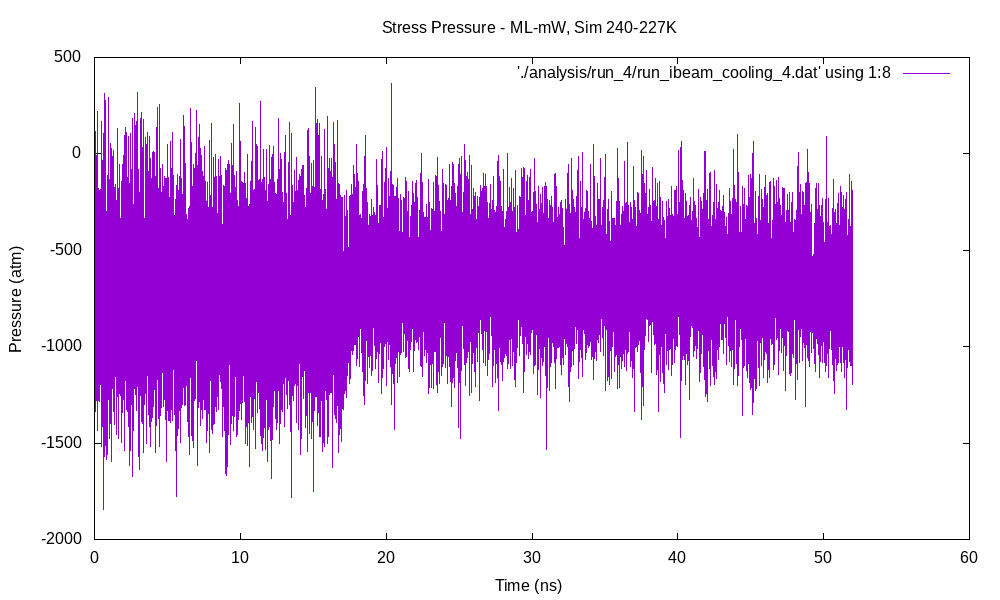 Stress Pressure - ML-mW, Sim 240-227K
'./analysis/run_4/run_ibeam_cooling_4.dat' using 1:8
500
0
-500
-1000
-1500
-2000
Pressure (atm)
0 10 20 30 40 50 60
Time (ns)